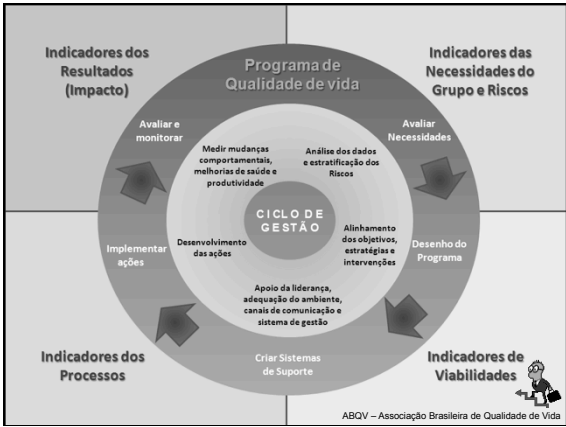 Indicadores dos
Resultados
(Impacto)
Programa de
Qualidade de vida
Indicadores das
Necessidades do
Grupo e Riscos
Avaliar e
monitorar
Avaliar
Necessidades
Medir mudanças
comportamentais,
melhorias de saúde e
produtividade
Análise dos dados
e estratificação dos
Riscos
CICLO DE
GESTÃO
Implementar
ações
Desenvolvimento
das ações
Alinhamento
dos objetivos,
estratégias e
intervenções
Desenho do
Programa
Apoio da liderança,
adequação do ambiente,
canais de comunicação e
sistema de gestão
Criar Sistemas
de Suporte
Indicadores dos
Processos
Indicadores de
Viabilidades
ABQV – Associação Brasileira de Qualidade de Vida